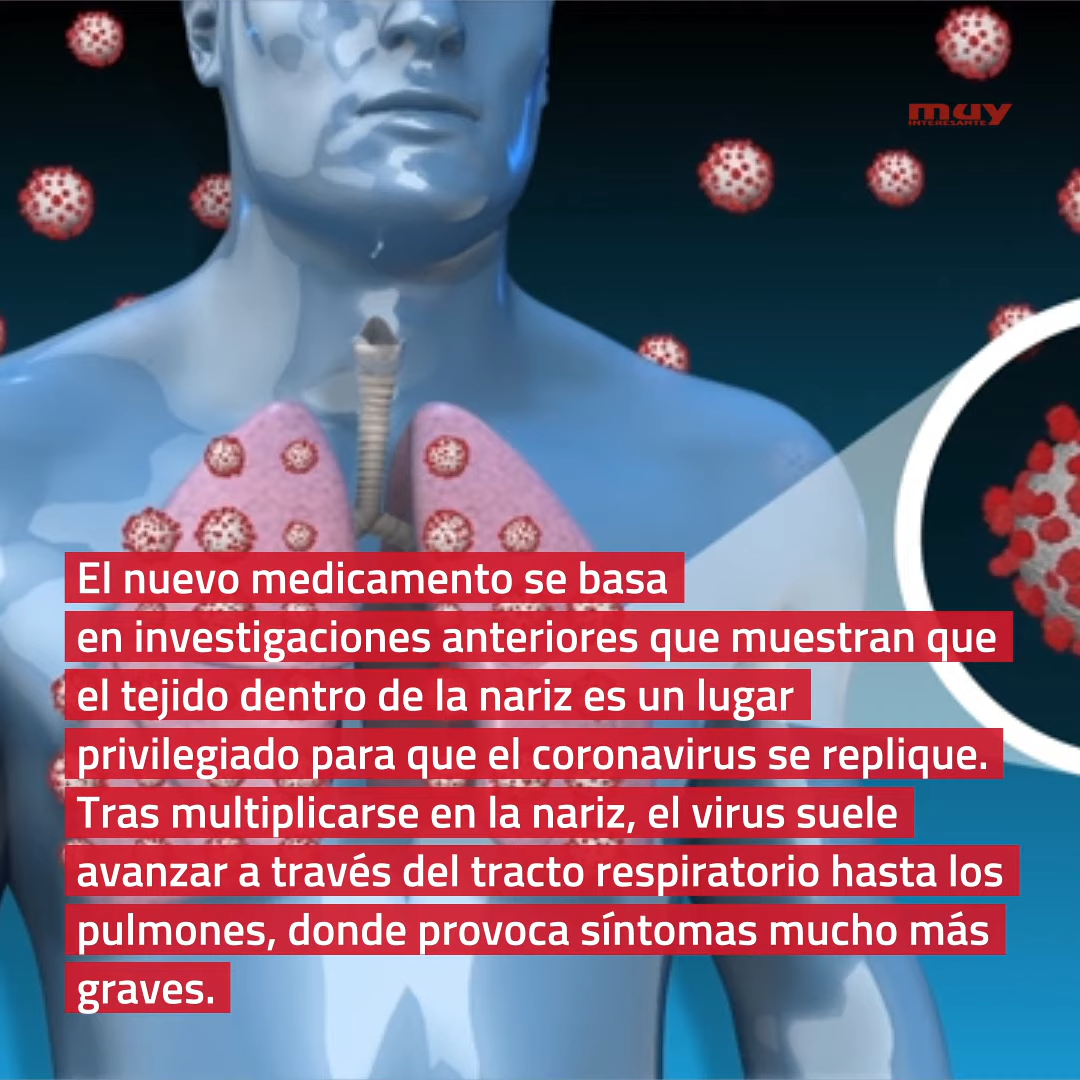 muy
INTERESANTE
El nuevo medicamento se basa
en investigaciones anteriores que muestran que
el tejido dentro de la nariz es un lugar
privilegiado para que el coronavirus se replique.
Tras multiplicarse en la nariz, el virus suele
avanzar a través del tracto respiratorio hasta los
pulmones, donde provoca síntomas mucho más
graves.